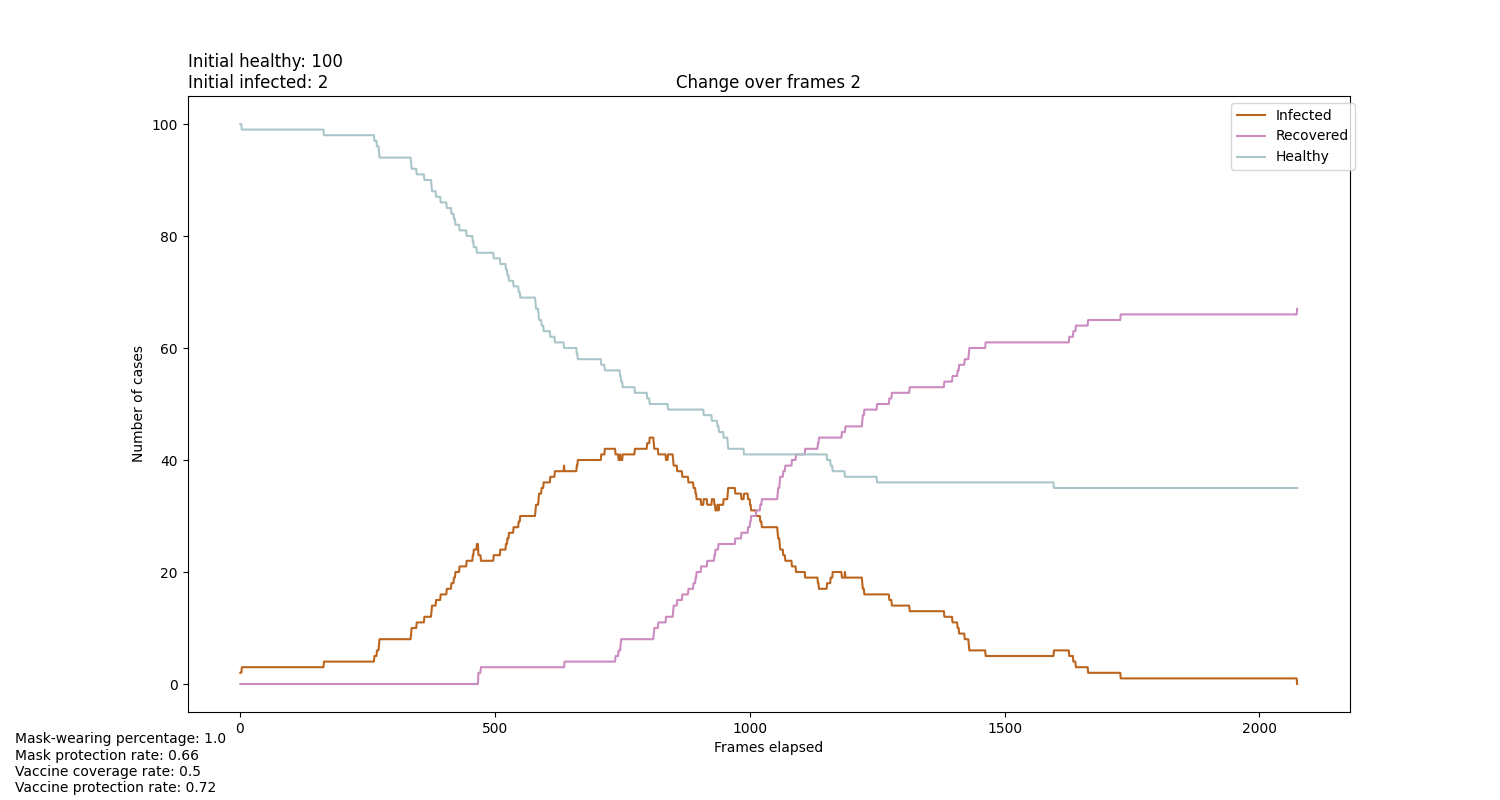 Initial healthy: 100
Initial infected: 2
Change over frames 2
Infected
Recovered
Healthy
100
80
60
40
20
0
Number of cases
0 500 1000 1500 2000
Frames elapsed
Mask-wearing percentage: 1.0
Mask protection rate: 0.66
Vaccine coverage rate: 0.5
Vaccine protection rate: 0.72